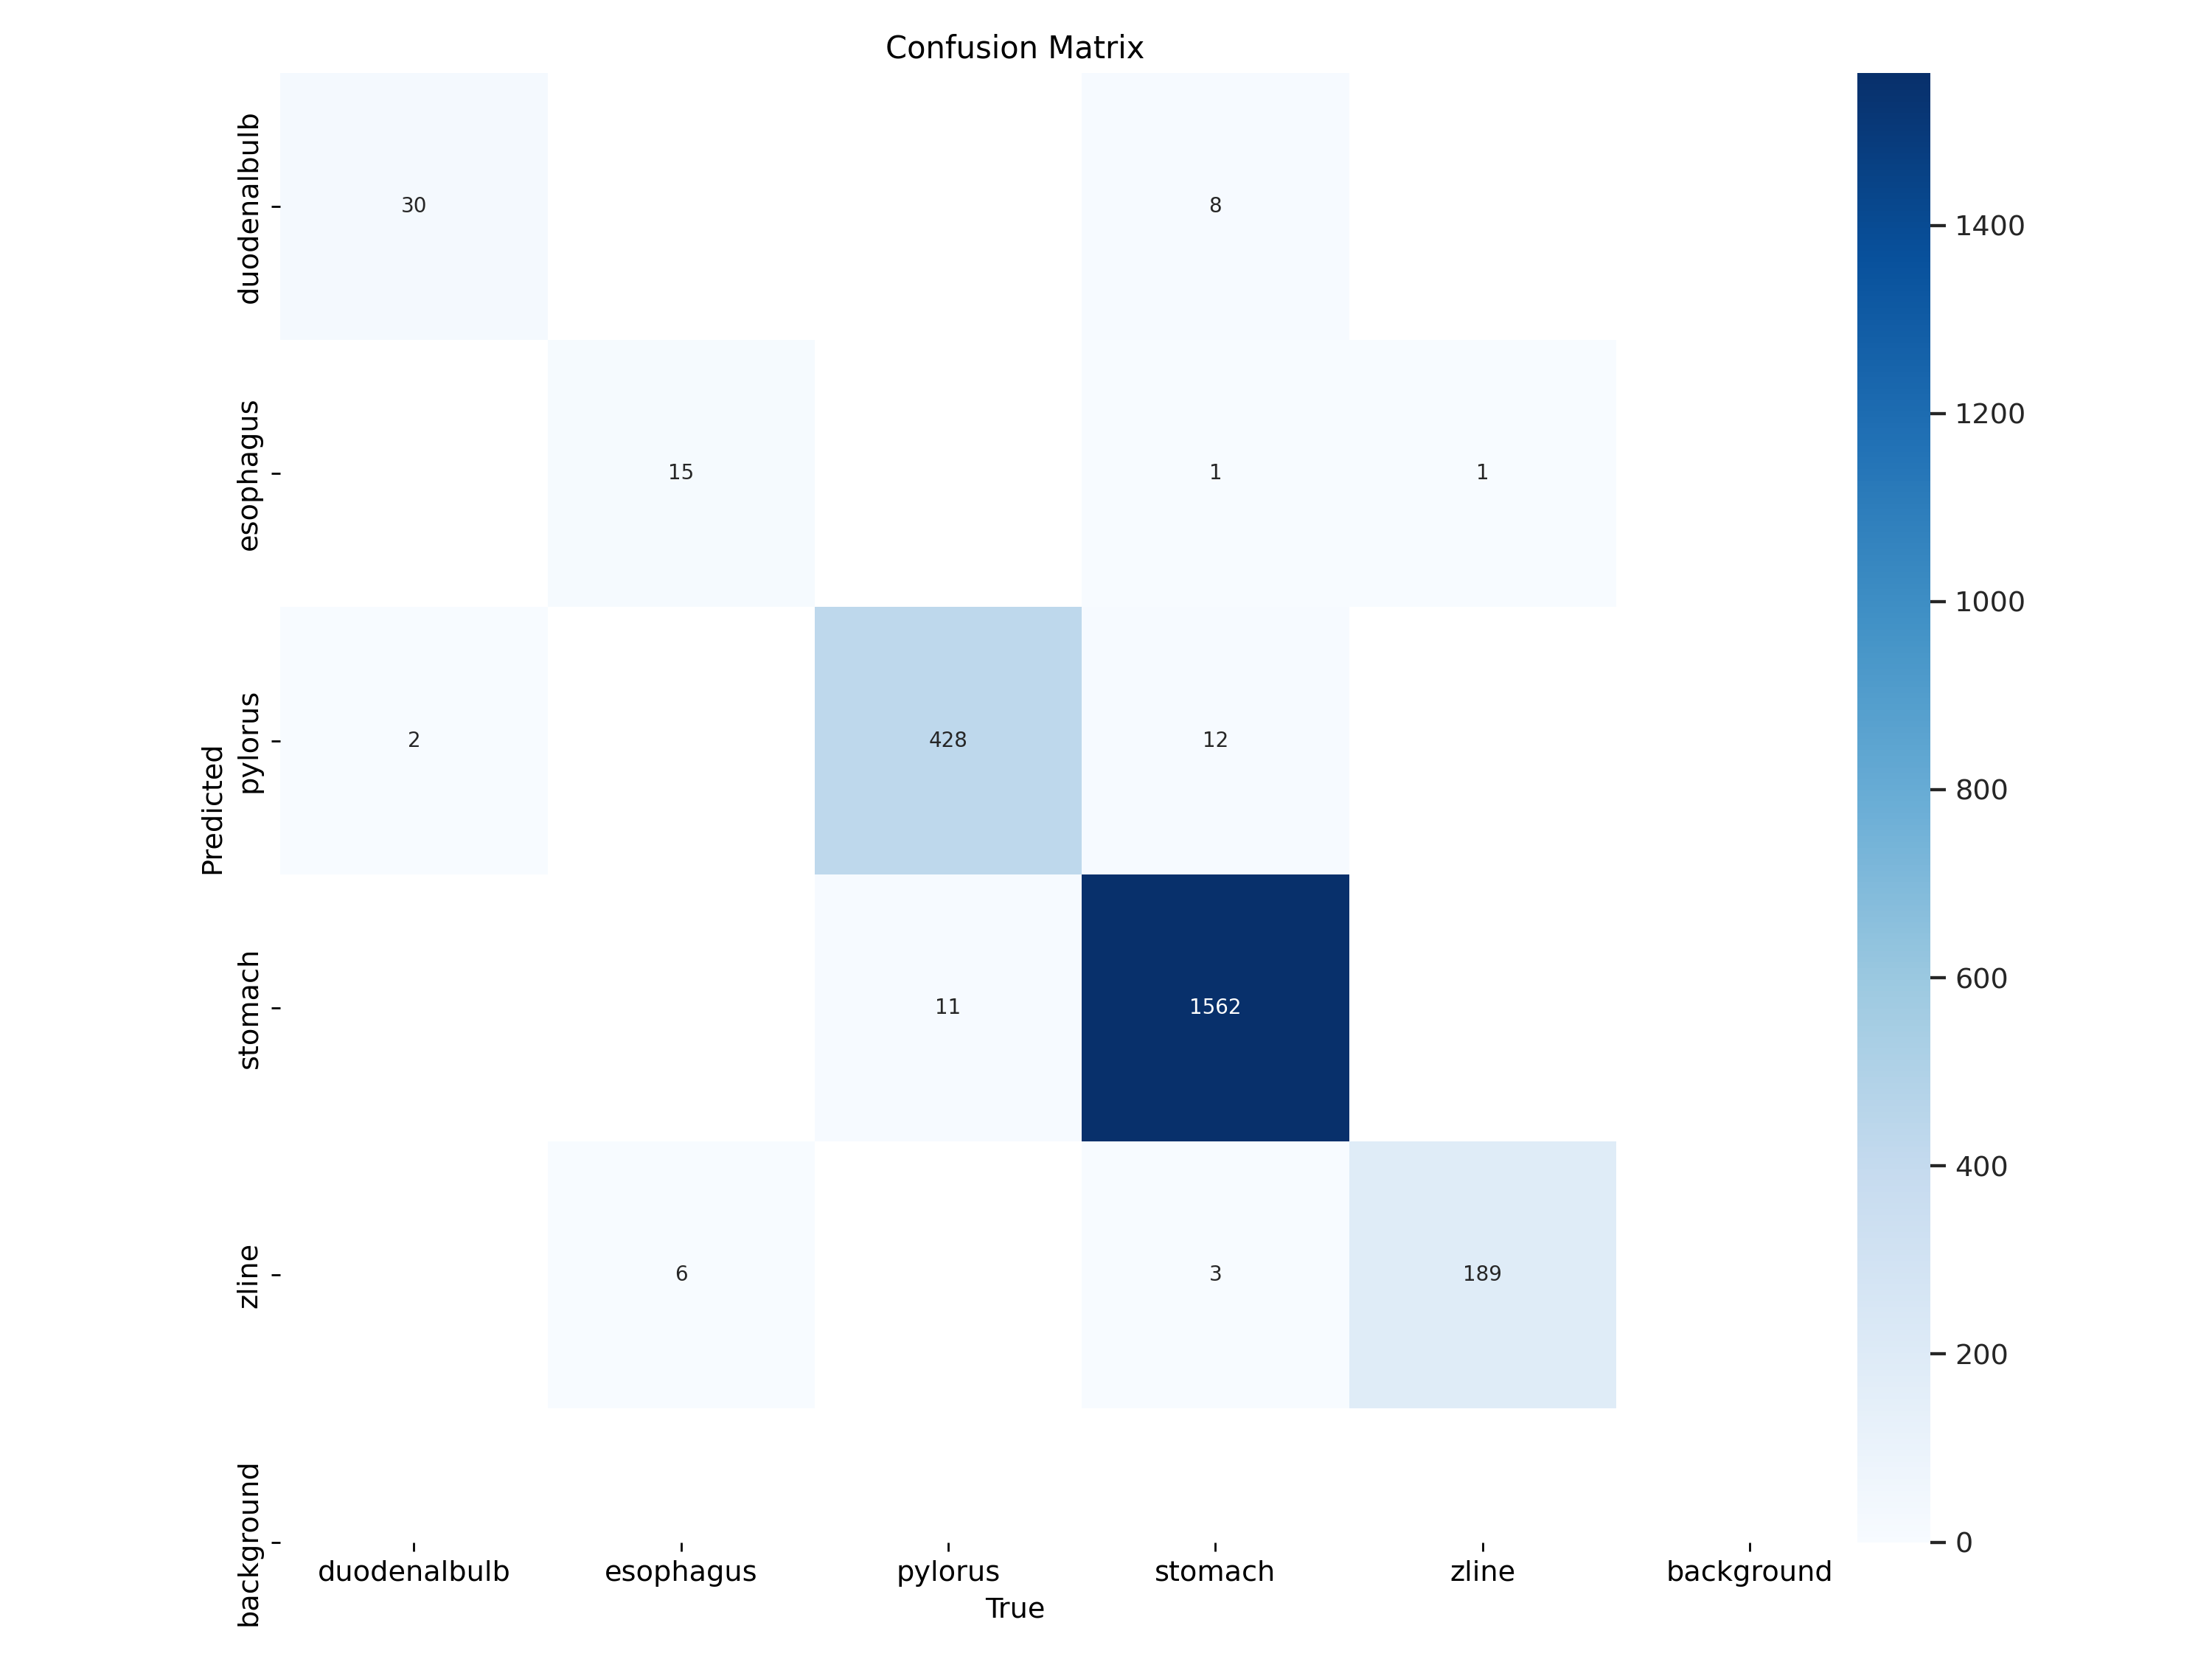 Confusion Matrix
Predicted
duodenalbulb
30
8
esophagus
15
1
1
pylorus
2
428
12
stomach
11
1562
zline
6
3
189
background
duodenalbulb
esophagus
pylorus
stomach
zline
background
True
1400
1200
1000
800
600
400
200
0